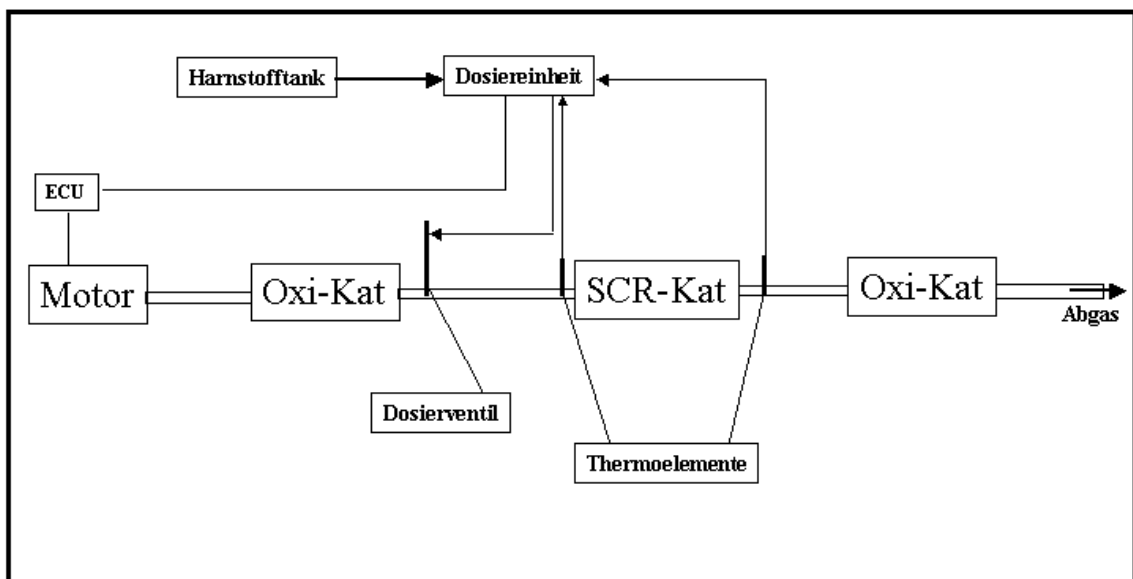 Harnstofftank
Dosiereinheit
ECU
Motor
Oxi-Kat
SCR-Kat
Oxi-Kat
Abgas
Dosierventil
Thermoelemente